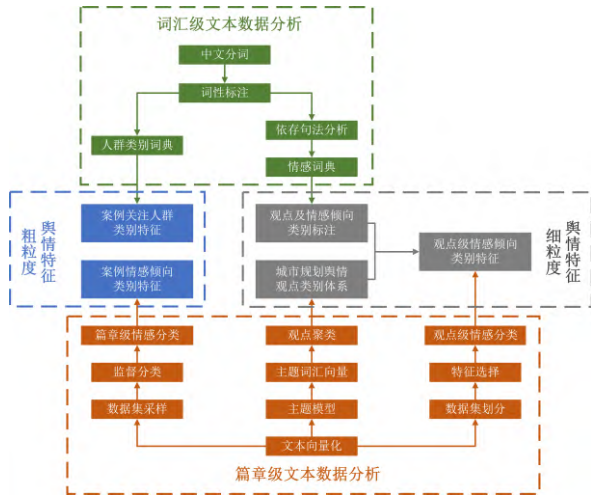 词汇级文本数据分析
中文分词
词性标注
人群类别词典
依存句法分析
情感词典
粗粒度
舆情特征
案例关注人群
类别特征
案例情感倾向
类别特征
观点及情感倾向
类别标注
城市规划舆情
观点类别体系
观点级情感倾向
类别特征
细粒度
舆情特征
篇章级情感分类
观点聚类
观点级情感分类
监督分类
主题词汇向量
特征选择
数据集采样
主题模型
数据集划分
文本向量化
篇章级文本数据分析